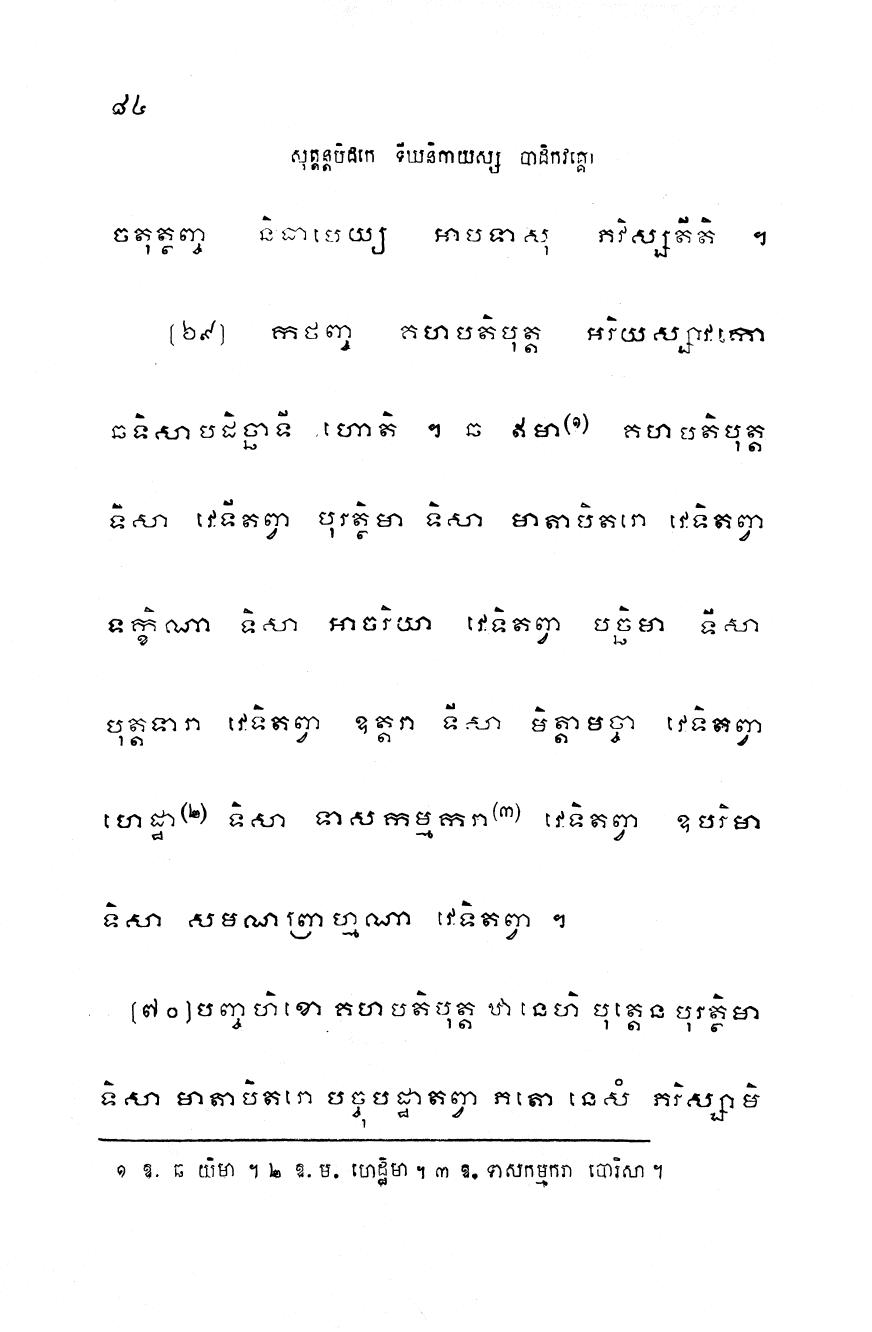 ៨៤
សុត្តន្តបិដកេ ទីឃនិកាយស្ស បាដិកវគ្គោ
ចតុត្ថញ្ច និធាបេយ្យ អាបទាសុ ភវិស្សតីតិ ។
(៦៩) កថញ្ច គហបតិបុត្ត អរិយស្សាវកោ
ឆទិសាបដិច្ឆាទី ហោតិ ។ ឆ ឥមា(១) គហបតិបុត្ត
ទិសា វេទិតព្វា បុរត្ថិមា ទិសា មាតាបិតរោ វេទិតព្វា
ទក្ខិណា ទិសា អាចរិយា វេទិតព្វា បច្ឆិមា ទិសា
បុត្តទារា វេទិតព្វា ឧត្តរា ទិសា មិត្តាមច្ចា វេទិតព្វា
ហេដ្ឋា(២) ទិសា ទាសកម្មករា(៣) វេទិតព្វា ឧបរិមា
ទិសា សមណព្រាហ្មណា វេទិតព្វា ។
(៧០) បញ្ចហិ ខោ គហបតិបុត្ត ឋានេហិ បុត្តេន បុរត្ថិមា
ទិសា មាតាបិតរោ បច្ចុបដ្ឋាតព្វា ភតោ នេសំ ភរិស្សាមិ
១ ឱ. ឆ យិមា ។ ២ ឱ. ម. ហេដ្ឋិមា ។ ៣ ឱ. ទាសកម្មករា បោរិសា ។